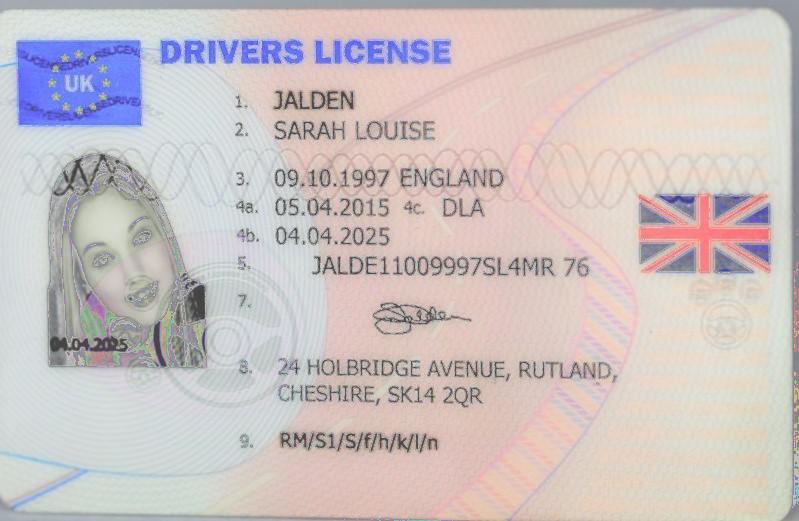 UK
DRIVERS LICENSE
1. JALDEN
2. SARAH LOUISE
3. 09.10.1997 ENGLAND
4a. 05.04.2015 4c. DLA
4b. 04.04.2025
5. JALDE11009997SL4MR 76
7. Jalden
8. 24 HOLBRIDGE AVENUE, RUTLAND,
CHESHIRE, SK14 2QR
9. RM/S1/S/f/h/k/l/n
04.04.2025